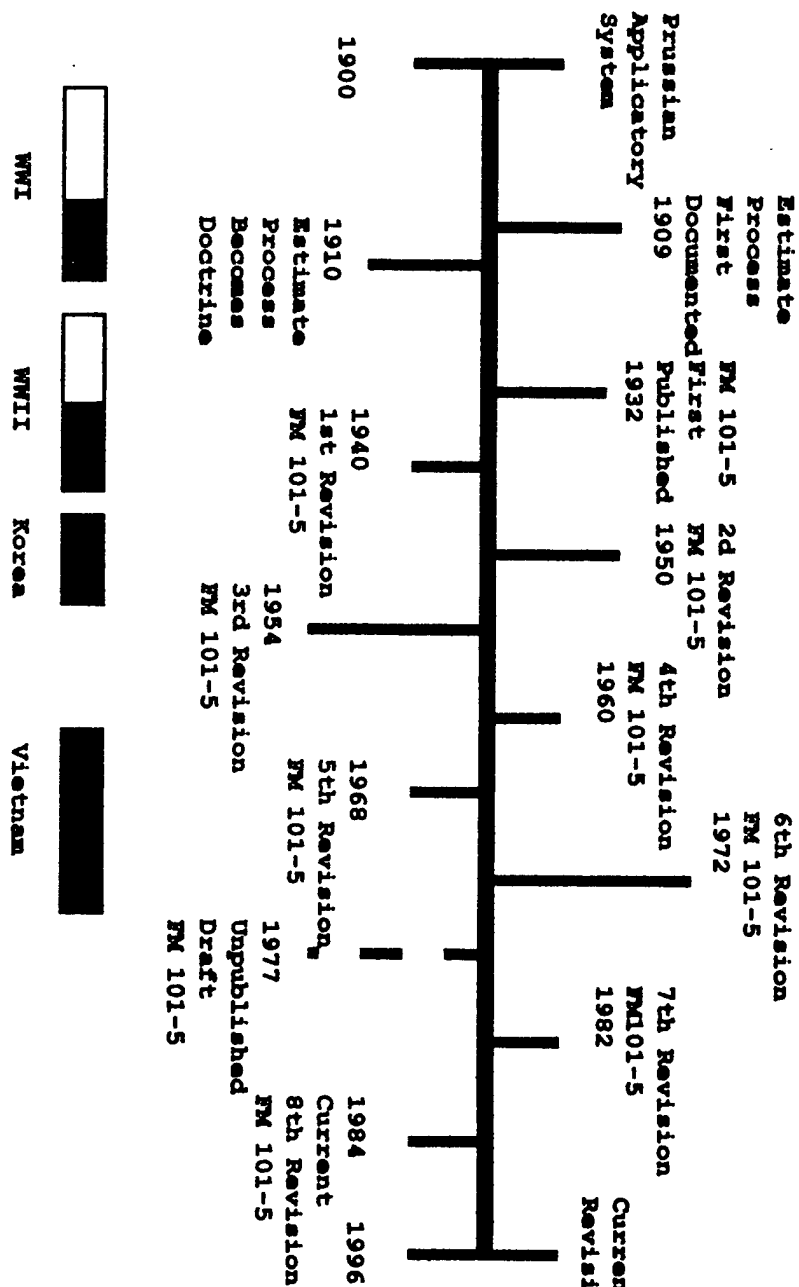 Prussian
Applicatory
System
1900
Estimate
Process
First
Documented
1909
1910
Estimate
Process
Becomes
Doctrine
FM 101-5
First
Published
1932
1940
1st Revision
FM 101-5
2d Revision
FM 101-5
1950
1954
3rd Revision
FM 101-5
4th Revision
FM 101-5
1960
1968
5th Revision
FM 101-5
6th Revision
FM 101-5
1972
1977
Unpublished
Draft
FM 101-5
7th Revision
FM101-5
1982
1984
Current
8th Revision
FM 101-5
1996
WWI
WWII
Korea
Vietnam